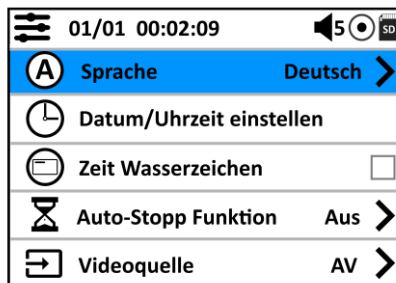 01/01 00:02:09 5 SD
A Sprache Deutsch
Datum/Uhrzeit einstellen
Zeit Wasserzeichen
Auto-Stopp Funktion Aus
Videoquelle AV